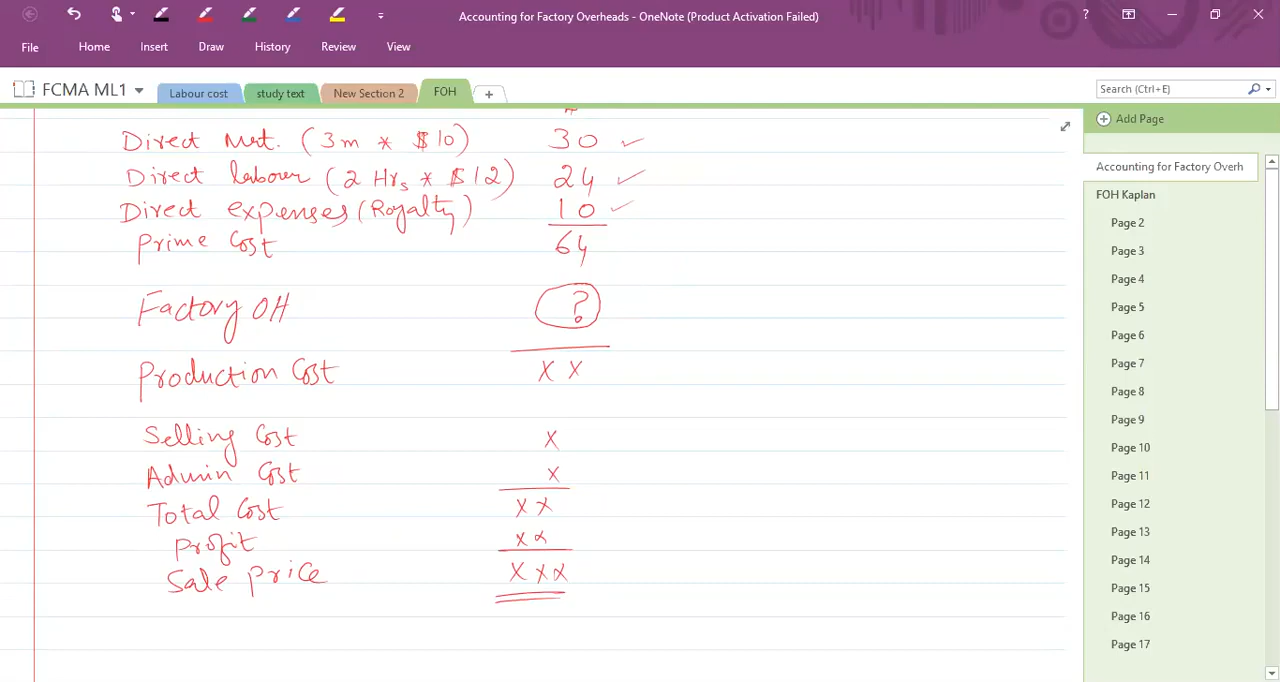 Accounting for Factory Overheads - OneNote (Product Activation Failed)
?
File Home Insert Draw History Review View
FCMA ML1 Labour cost study text New Section 2 FOH +
Search (Ctrl+E)
Add Page
Accounting for Factory Overh
FOH Kaplan
Page 2
Page 3
Page 4
Page 5
Page 6
Page 7
Page 8
Page 9
Page 10
Page 11
Page 12
Page 13
Page 14
Page 15
Page 16
Page 17
Direct Mat. (3m * $10) 30 ✓
Direct labour (2 Hrs * $12) 24 ✓
Direct expenses (Royalty) 10 ✓
Prime Cost 64
Factory OH ?
Production Cost X X
Selling Cost X
Admin Cost X
Total Cost X X
Profit X X
Sale price X X X